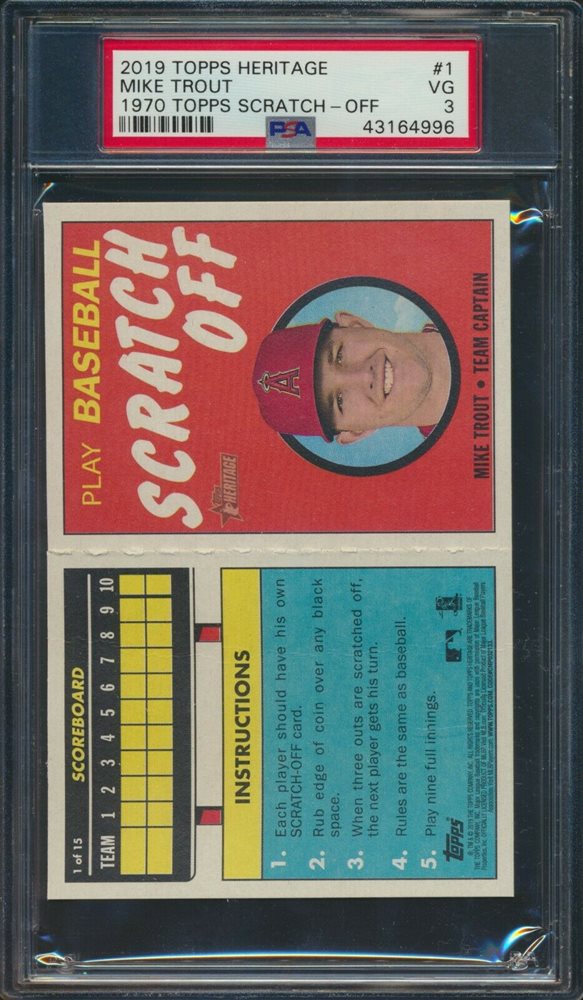 2019 TOPPS HERITAGE #1
MIKE TROUT VG
1970 TOPPS SCRATCH-OFF 3
PSA 43164996
PLAY BASEBALL
SCRATCH
OFF
Topps HERITAGE
A
MIKE TROUT • TEAM CAPTAIN
1 of 15 SCOREBOARD
TEAM 1 2 3 4 5 6 7 8 9 10
INSTRUCTIONS
1. Each player should have his own
SCRATCH-OFF card.
2. Rub edge of coin over any black
space.
3. When three outs are scratched off,
the next player gets his turn.
4. Rules are the same as baseball.
5. Play nine full innings.
Topps